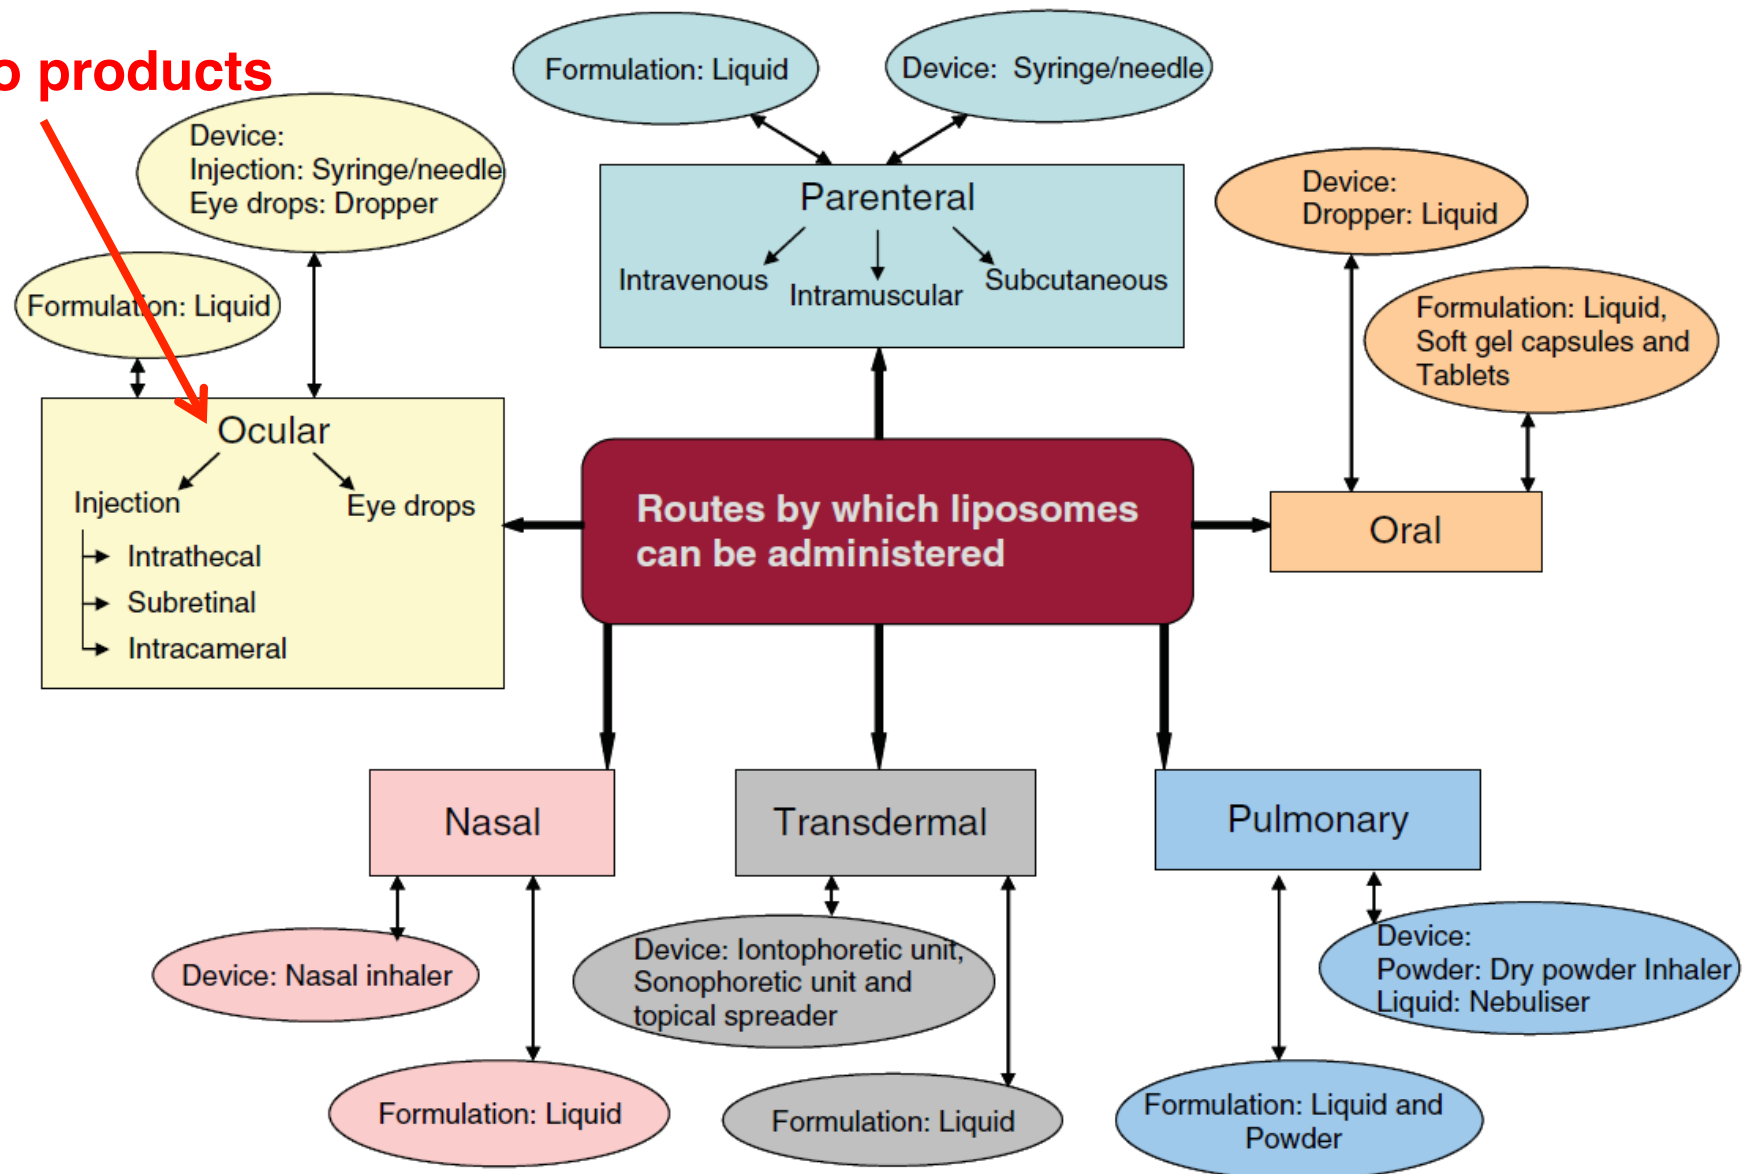 o products
Formulation: Liquid
Device:  Syringe/needle
Device:
Injection: Syringe/needle
Eye drops: Dropper
Formulation: Liquid
Parenteral
Intravenous
Intramuscular
Subcutaneous
Device:
Dropper: Liquid
Formulation: Liquid,
Soft gel capsules and
Tablets
Ocular
Injection
Eye drops
Intrathecal
Subretinal
Intracameral
Routes by which liposomes
can be administered
Oral
Nasal
Transdermal
Pulmonary
Device: Nasal inhaler
Formulation: Liquid
Device: Iontophoretic unit,
Sonophoretic unit and
topical spreader
Formulation: Liquid
Device:
Powder: Dry powder Inhaler
Liquid: Nebuliser
Formulation: Liquid and
Powder